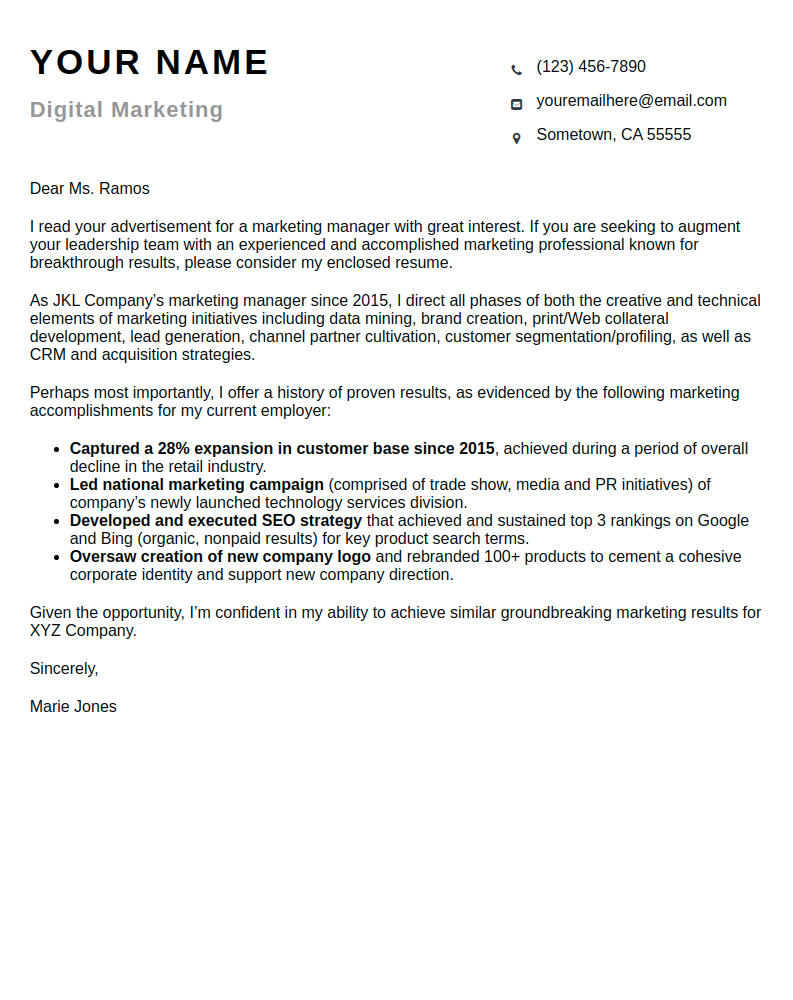 YOUR NAME
Digital Marketing
(123) 456-7890
youremailhere@email.com
Sometown, CA 55555
Dear Ms. Ramos
I read your advertisement for a marketing manager with great interest. If you are seeking to augment
your leadership team with an experienced and accomplished marketing professional known for
breakthrough results, please consider my enclosed resume.
As JKL Company’s marketing manager since 2015, I direct all phases of both the creative and technical
elements of marketing initiatives including data mining, brand creation, print/Web collateral
development, lead generation, channel partner cultivation, customer segmentation/profiling, as well as
CRM and acquisition strategies.
Perhaps most importantly, I offer a history of proven results, as evidenced by the following marketing
accomplishments for my current employer:
• Captured a 28% expansion in customer base since 2015, achieved during a period of overall
decline in the retail industry.
• Led national marketing campaign (comprised of trade show, media and PR initiatives) of
company’s newly launched technology services division.
• Developed and executed SEO strategy that achieved and sustained top 3 rankings on Google
and Bing (organic, nonpaid results) for key product search terms.
• Oversaw creation of new company logo and rebranded 100+ products to cement a cohesive
corporate identity and support new company direction.
Given the opportunity, I’m confident in my ability to achieve similar groundbreaking marketing results for
XYZ Company.
Sincerely,
Marie Jones